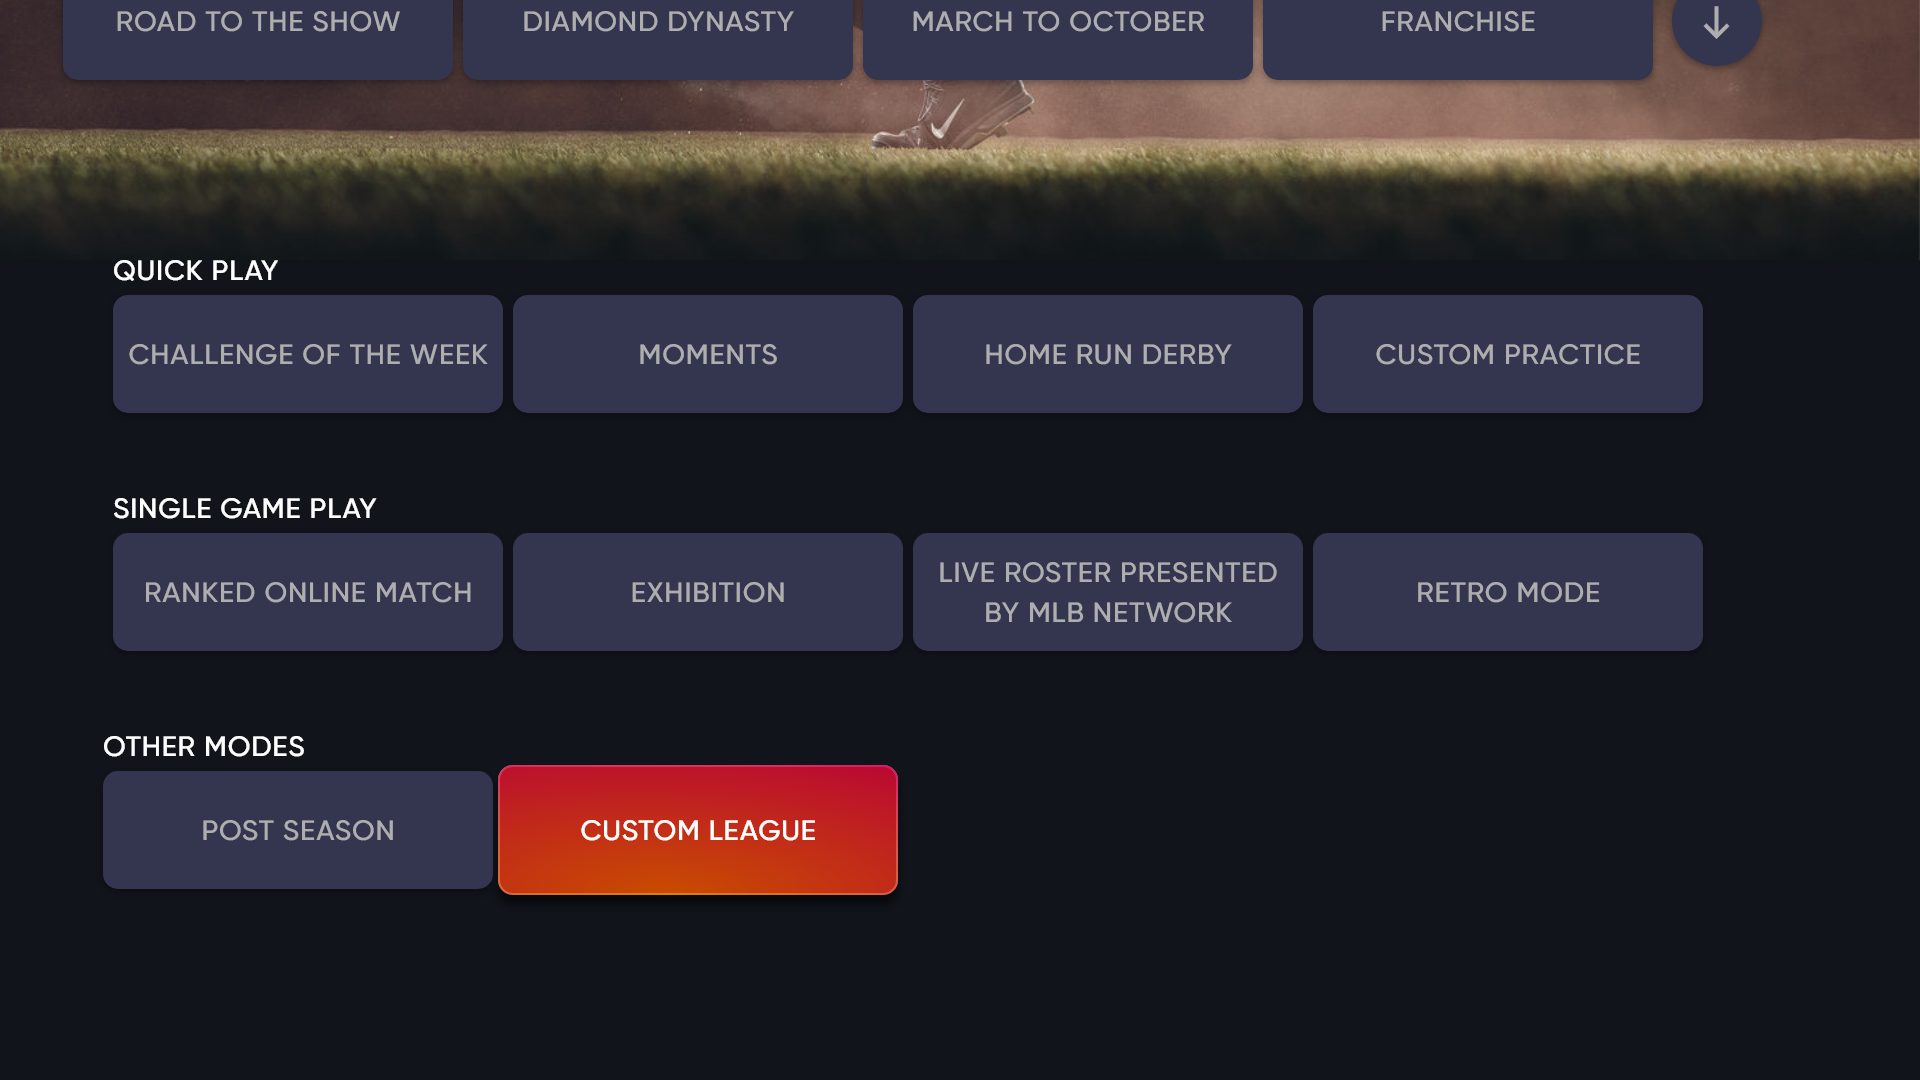 ROAD TO THE SHOW
DIAMOND DYNASTY
MARCH TO OCTOBER
FRANCHISE
QUICK PLAY
CHALLENGE OF THE WEEK
MOMENTS
HOME RUN DERBY
CUSTOM PRACTICE
SINGLE GAME PLAY
RANKED ONLINE MATCH
EXHIBITION
LIVE ROSTER PRESENTED
BY MLB NETWORK
RETRO MODE
OTHER MODES
POST SEASON
CUSTOM LEAGUE